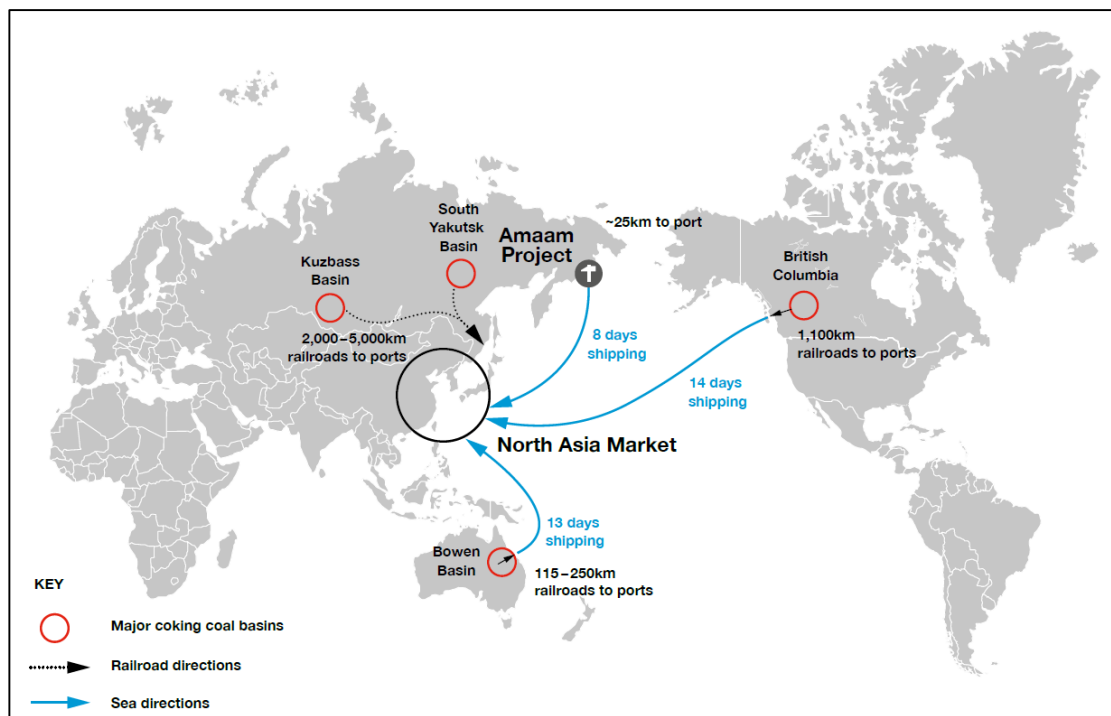 South
Yakutsk
Basin
~25km to port
Amaam
Project
British
Columbia
Kuzbass
Basin
2,000–5,000km
railroads to ports
8 days
shipping
1,100km
railroads to ports
14 days
shipping
North Asia Market
13 days
shipping
Bowen
Basin
115–250km
railroads to ports
KEY
Major coking coal basins
Railroad directions
Sea directions